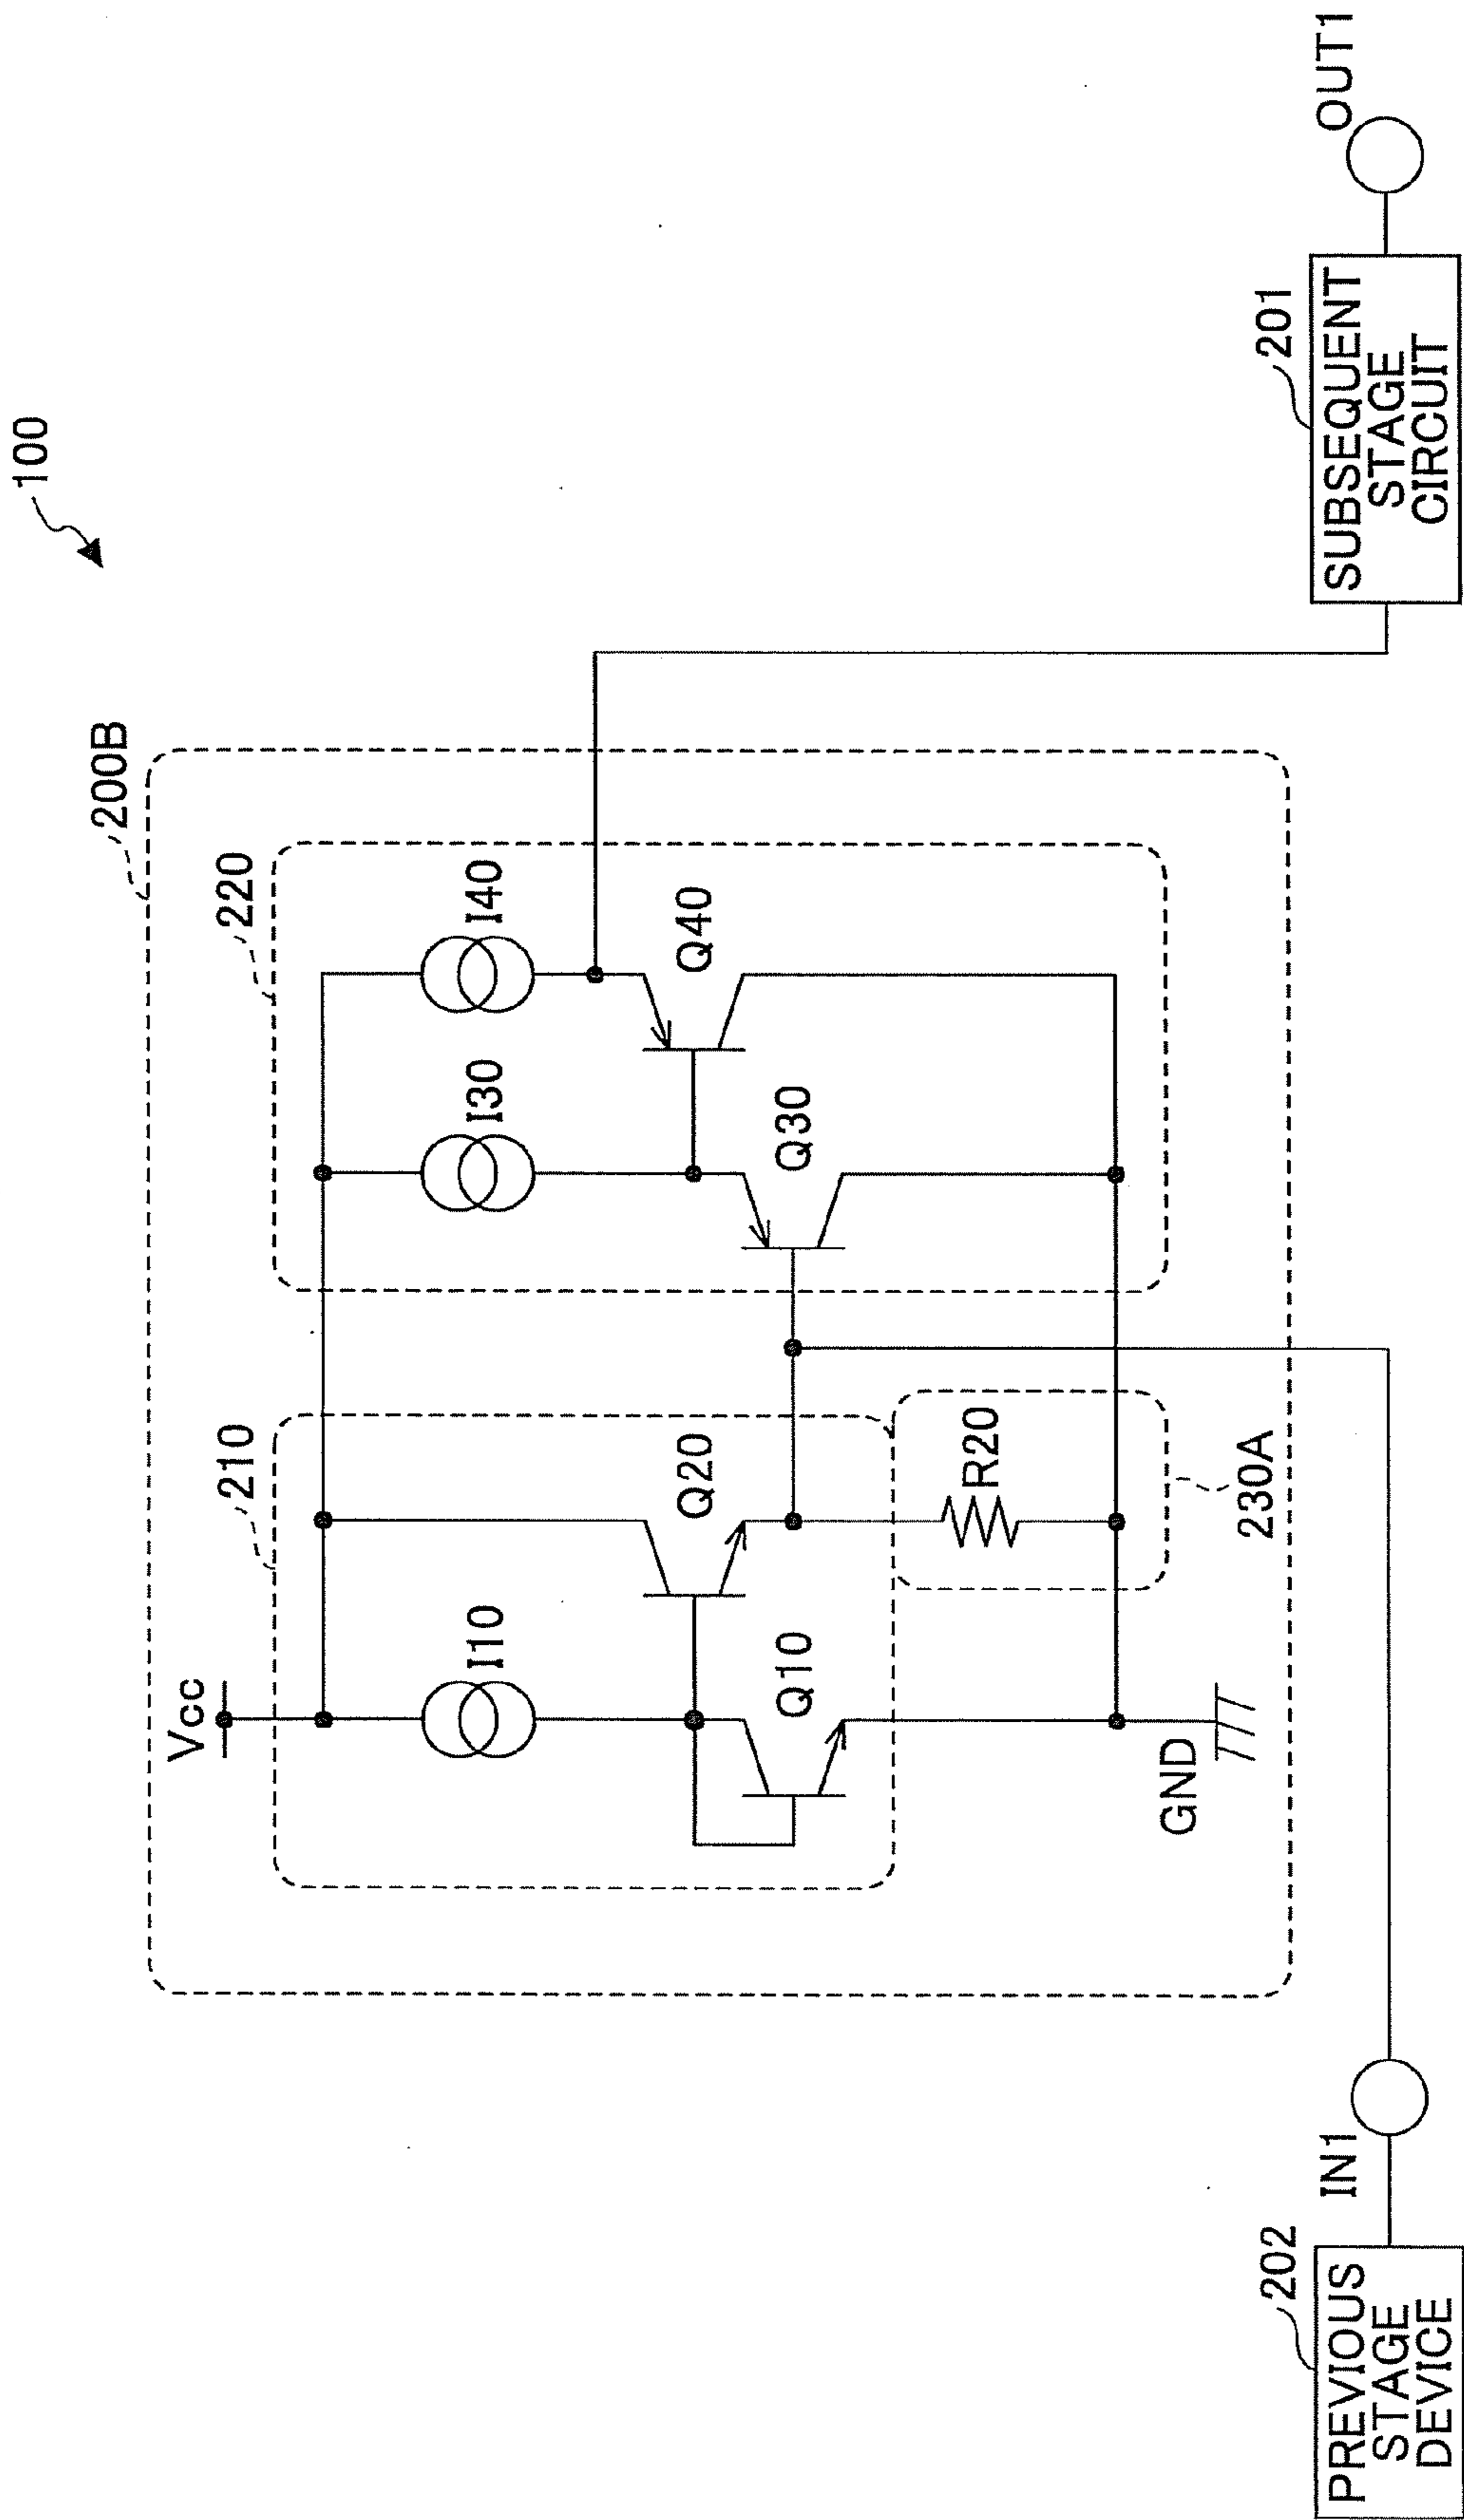 100
200B
210
220
Vcc
I10
I30
I40
Q20
Q40
Q10
Q30
R20
GND
230A
202
IN1
PREVIOUS
STAGE
DEVICE
201
SUBSEQUENT
STAGE
CIRCUIT
OUT1